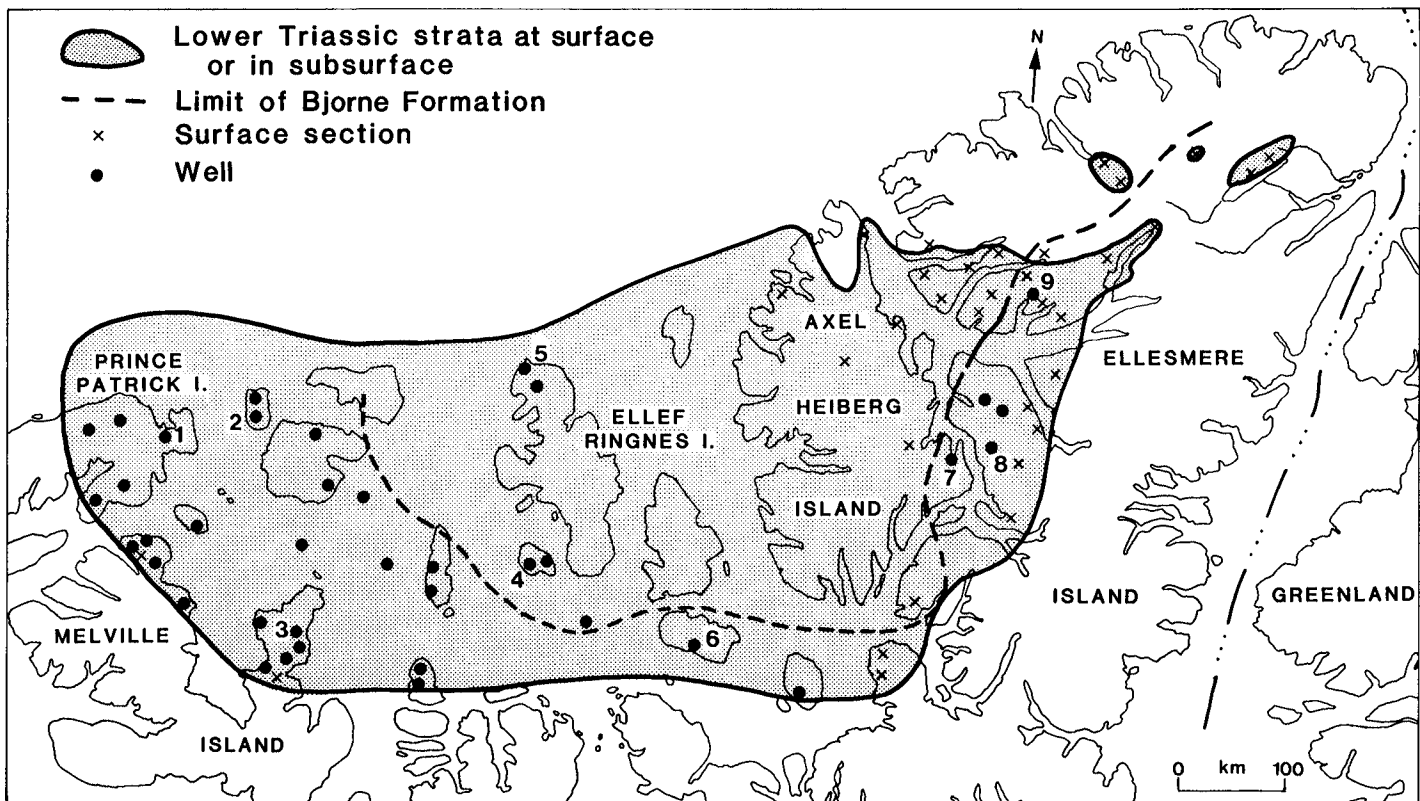 Lower Triassic strata at surface
or in subsurface
Limit of Bjorne Formation
Surface section
Well
N
PRINCE
PATRICK I.
1
2
3
4
5
6
7
8
9
ELLEF
RINGNES I.
AXEL
HEIBERG
ISLAND
ELLESMERE
ISLAND
GREENLAND
MELVILLE
ISLAND
0 km 100